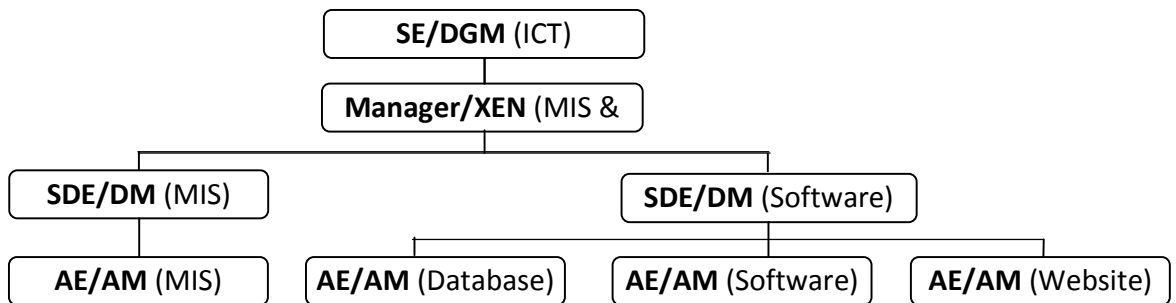 SE/DGM (ICT)
Manager/XEN (MIS &
SDE/DM (MIS)
SDE/DM (Software)
AE/AM (MIS)
AE/AM (Database)
AE/AM (Software)
AE/AM (Website)